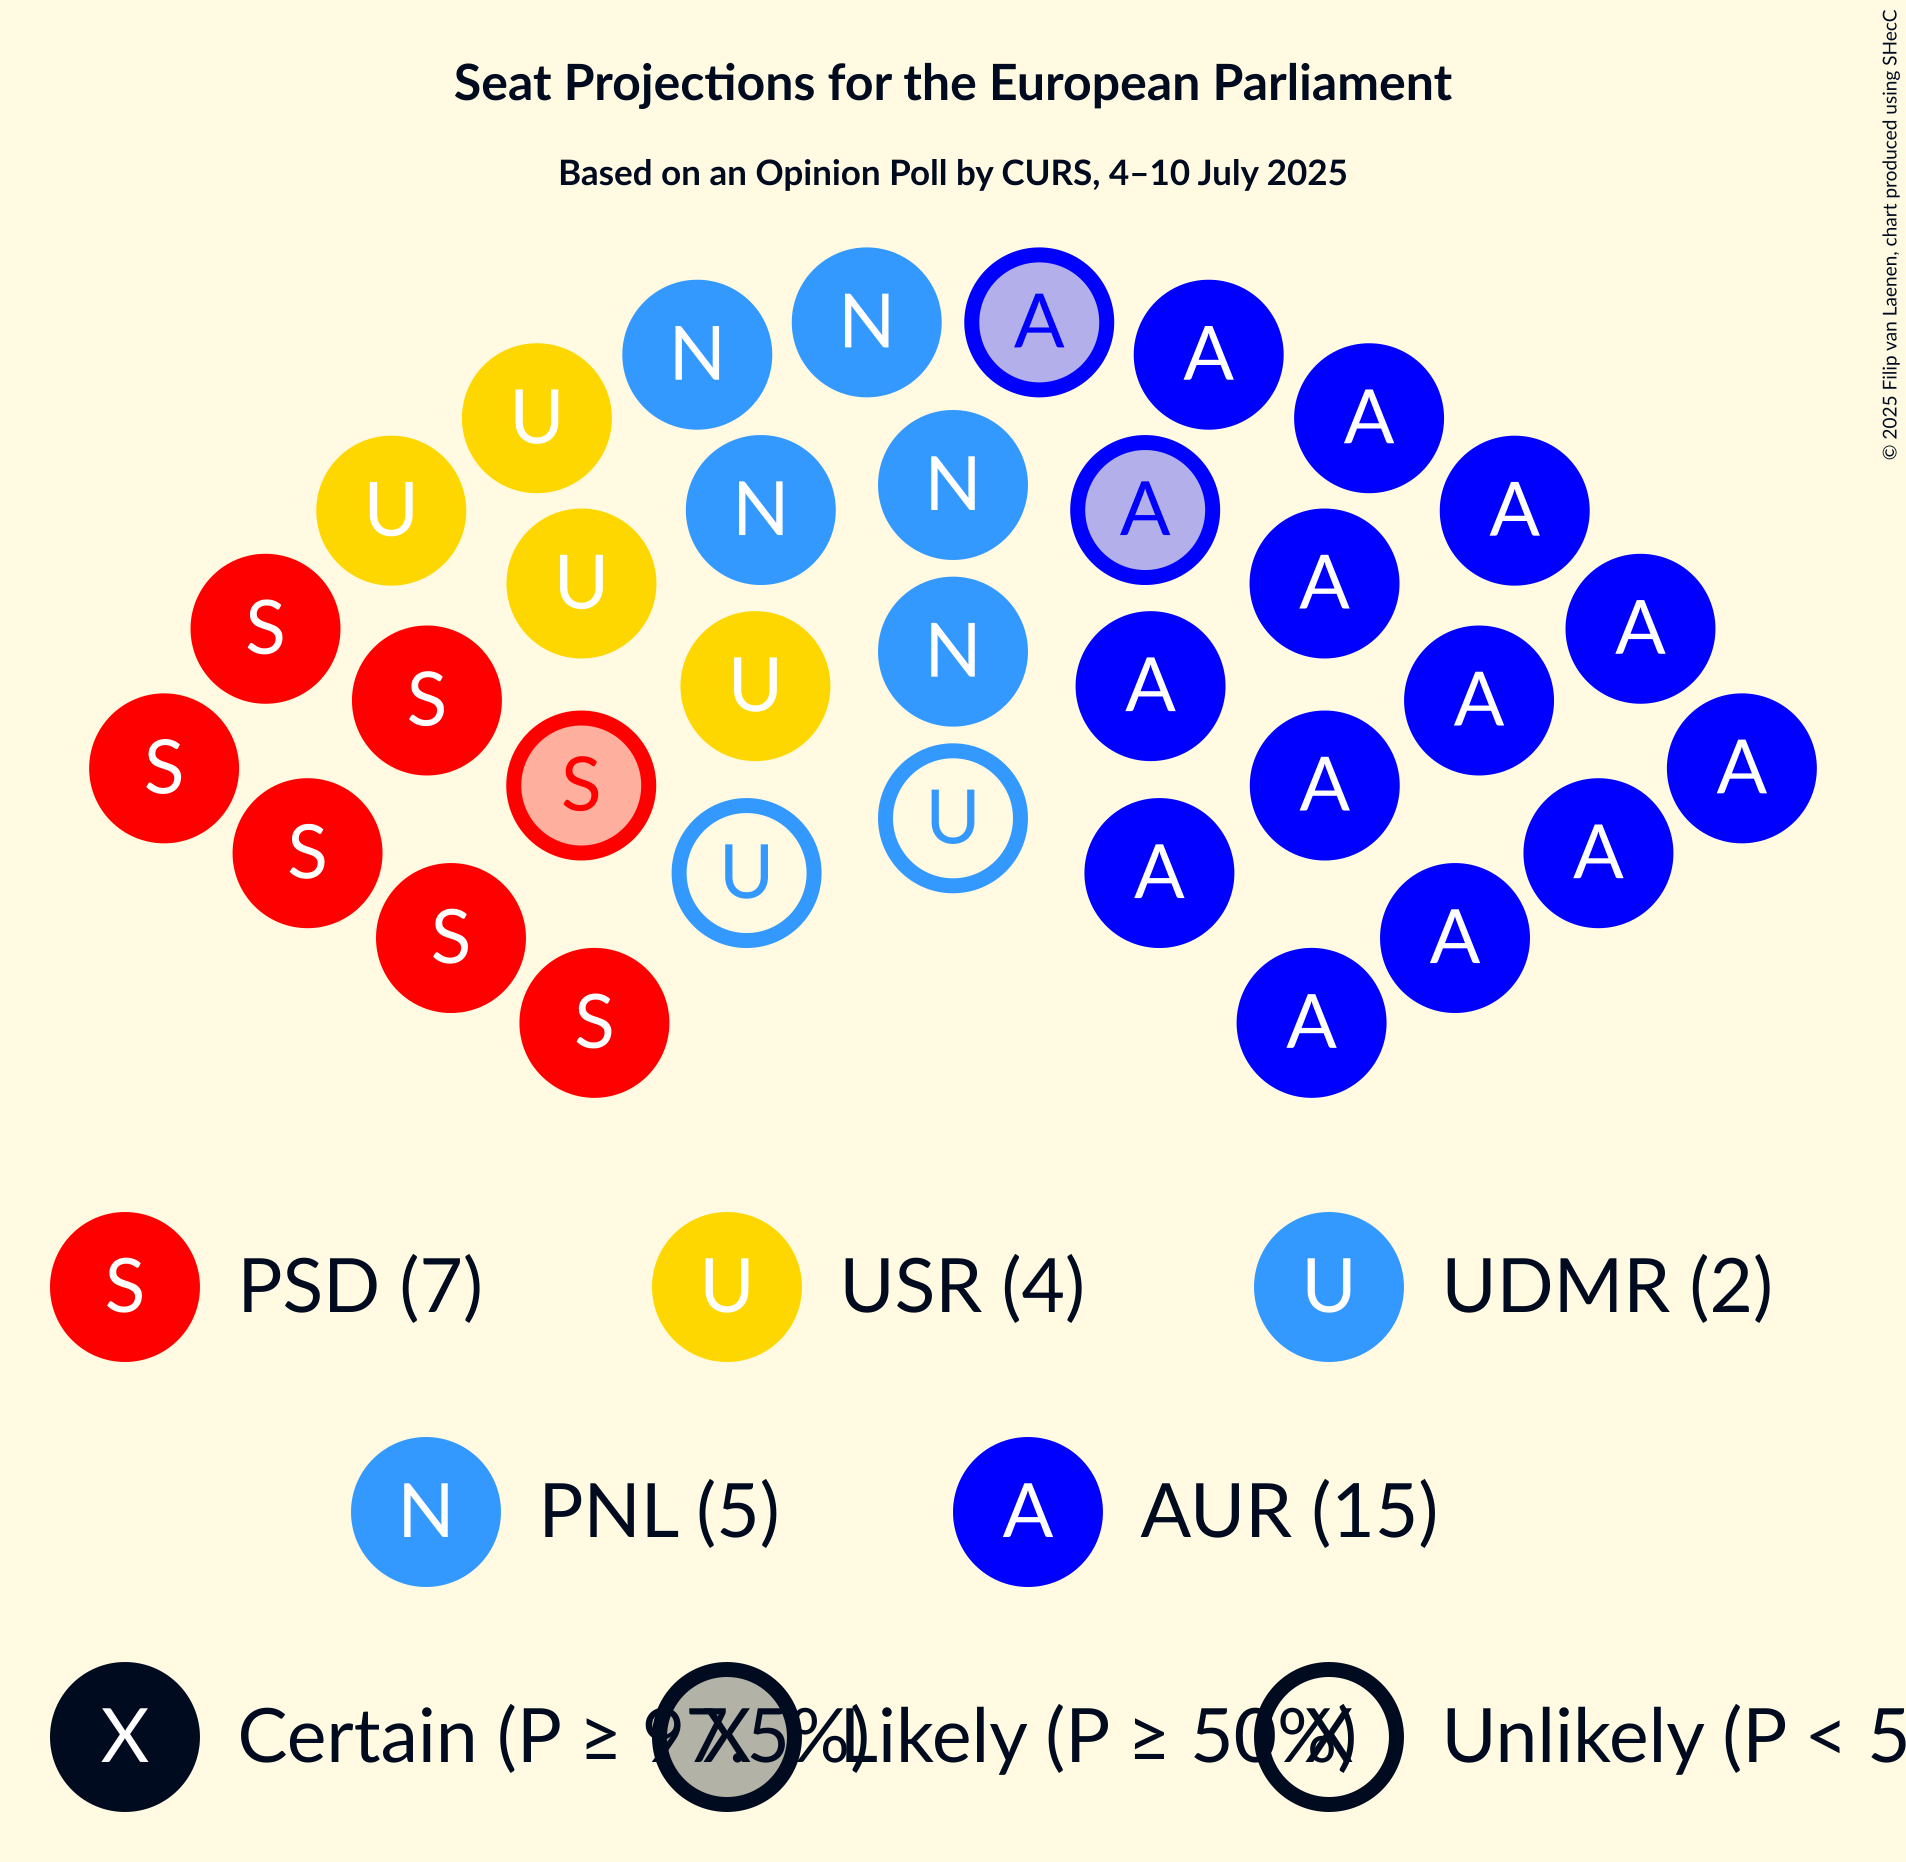 Seat Projections for the European Parliament
Based on an Opinion Poll by CURS, 4–10 July 2025
© 2025 Filip van Laenen, chart produced using SHecC
N N A A
U N N A A
U U N A A A
S S S U N A A A A
S S U U A A A
S S A A
S PSD (7) U USR (4) U UDMR (2)
N PNL (5) A AUR (15)
X Certain (P ≥ 97.5%) X Likely (P ≥ 50%) X Unlikely (P < 5